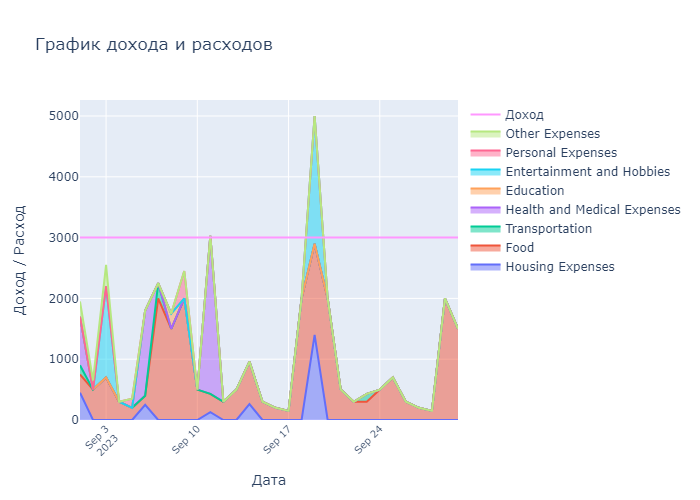 График дохода и расходов
Доход / Расход
5000
4000
3000
2000
1000
0
Sep 3
2023
Sep 10
Sep 17
Sep 24
Дата
Доход
Other Expenses
Personal Expenses
Entertainment and Hobbies
Education
Health and Medical Expenses
Transportation
Food
Housing Expenses